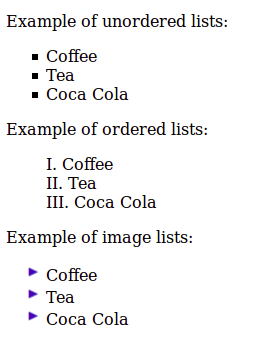 Example of unordered lists:
Coffee
Tea
Coca Cola
Example of ordered lists:
I. Coffee
II. Tea
III. Coca Cola
Example of image lists:
Coffee
Tea
Coca Cola